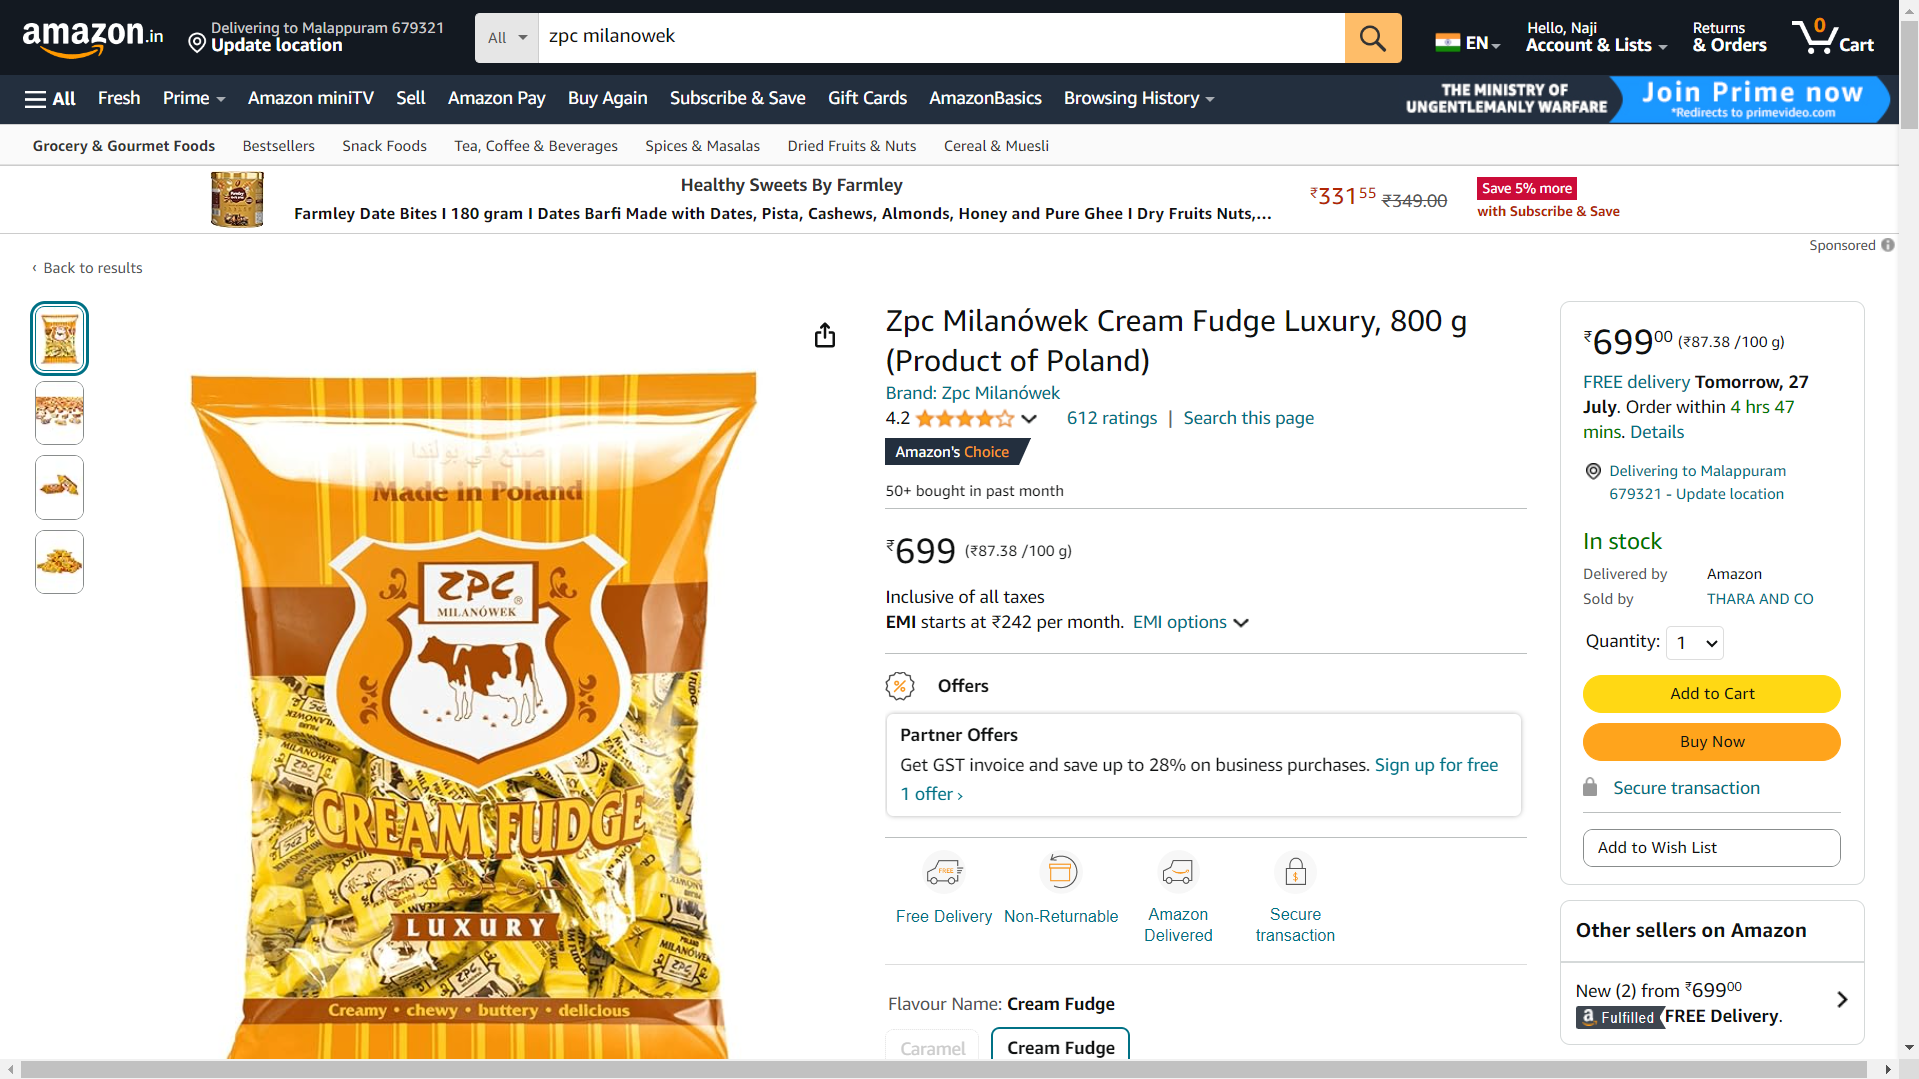 amazon.in
Delivering to Malappuram 679321
Update location
All
zpc milanowek
EN
Hello, Naji
Account & Lists
Returns
& Orders
0
Cart
All
Fresh
Prime
Amazon miniTV
Sell
Amazon Pay
Buy Again
Subscribe & Save
Gift Cards
AmazonBasics
Browsing History
THE MINISTRY OF
UNGENTLEMANLY WARFARE
Join Prime now
*Redirects to primevideo.com
Grocery & Gourmet Foods
Bestsellers
Snack Foods
Tea, Coffee & Beverages
Spices & Masalas
Dried Fruits & Nuts
Cereal & Muesli
Healthy Sweets By Farmley
Farmley Date Bites I 180 gram I Dates Barfi Made with Dates, Pista, Cashews, Almonds, Honey and Pure Ghee I Dry Fruits Nuts,...
₹331 55 ₹349.00
Save 5% more
with Subscribe & Save
Sponsored
‹ Back to results
صنع في بولندا
Made in Poland
ZPC®
MILANÓWEK
CREAM FUDGE
LUXURY
Creamy • chewy • buttery • delicious
Zpc Milanówek Cream Fudge Luxury, 800 g
(Product of Poland)
Brand: Zpc Milanówek
4.2
612 ratings | Search this page
Amazon's Choice
50+ bought in past month
₹699 (₹87.38 /100 g)
Inclusive of all taxes
EMI starts at ₹242 per month. EMI options
Offers
Partner Offers
Get GST invoice and save up to 28% on business purchases. Sign up for free
1 offer ›
FREE
Free Delivery
Non-Returnable
Amazon
Delivered
Secure
transaction
Flavour Name: Cream Fudge
Caramel
Cream Fudge
₹699 00 (₹87.38 /100 g)
FREE delivery Tomorrow, 27
July. Order within 4 hrs 47
mins. Details
Delivering to Malappuram
679321 - Update location
In stock
Delivered by Amazon
Sold by THARA AND CO
Quantity: 1
Add to Cart
Buy Now
Secure transaction
Add to Wish List
Other sellers on Amazon
New (2) from ₹699 00
a Fulfilled FREE Delivery.